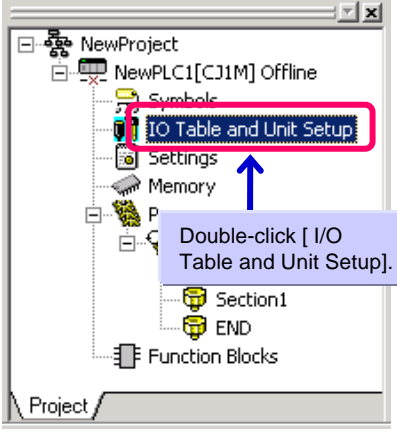 NewProject
NewPLC1[CJ1M] Offline
Symbols
IO Table and Unit Setup
Settings
Memory
P
Double-click [ I/O
Table and Unit Setup].
Section1
END
Function Blocks
Project